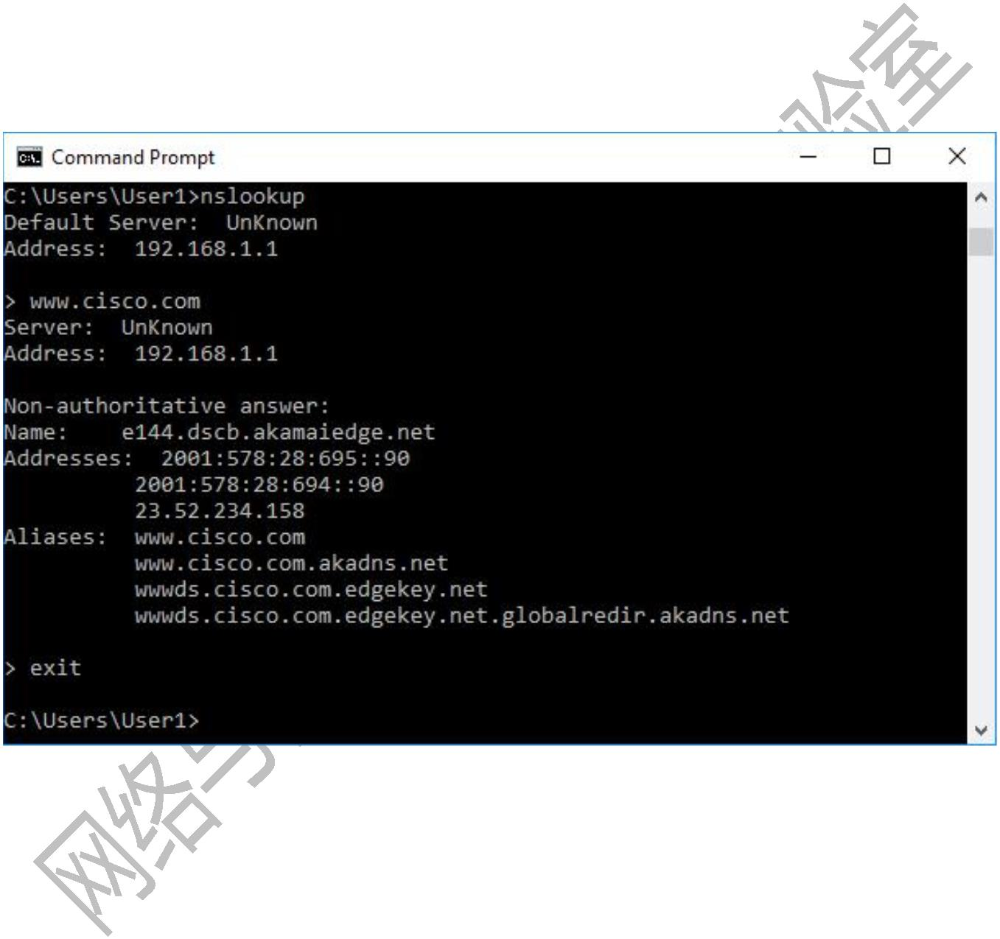 验室
Command Prompt
C:\Users\User1>nslookup
Default Server:  UnKnown
Address:  192.168.1.1
> www.cisco.com
Server:  UnKnown
Address:  192.168.1.1
Non-authoritative answer:
Name:    e144.dscb.akamaiedge.net
Addresses:  2001:578:28:695::90
2001:578:28:694::90
23.52.234.158
Aliases:  www.cisco.com
www.cisco.com.akadns.net
wwwds.cisco.com.edgekey.net
wwwds.cisco.com.edgekey.net.globalredir.akadns.net
> exit
C:\Users\User1>
网络与